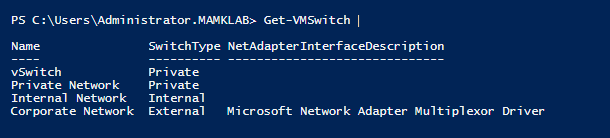 PS C:\Users\Administrator.MAMKLAB> Get-VMSwitch
Name SwitchType NetAdapterInterfaceDescription
---- ---------- ------------------------------
vSwitch Private
Private Network Private
Internal Network Internal
Corporate Network External Microsoft Network Adapter Multiplexor Driver